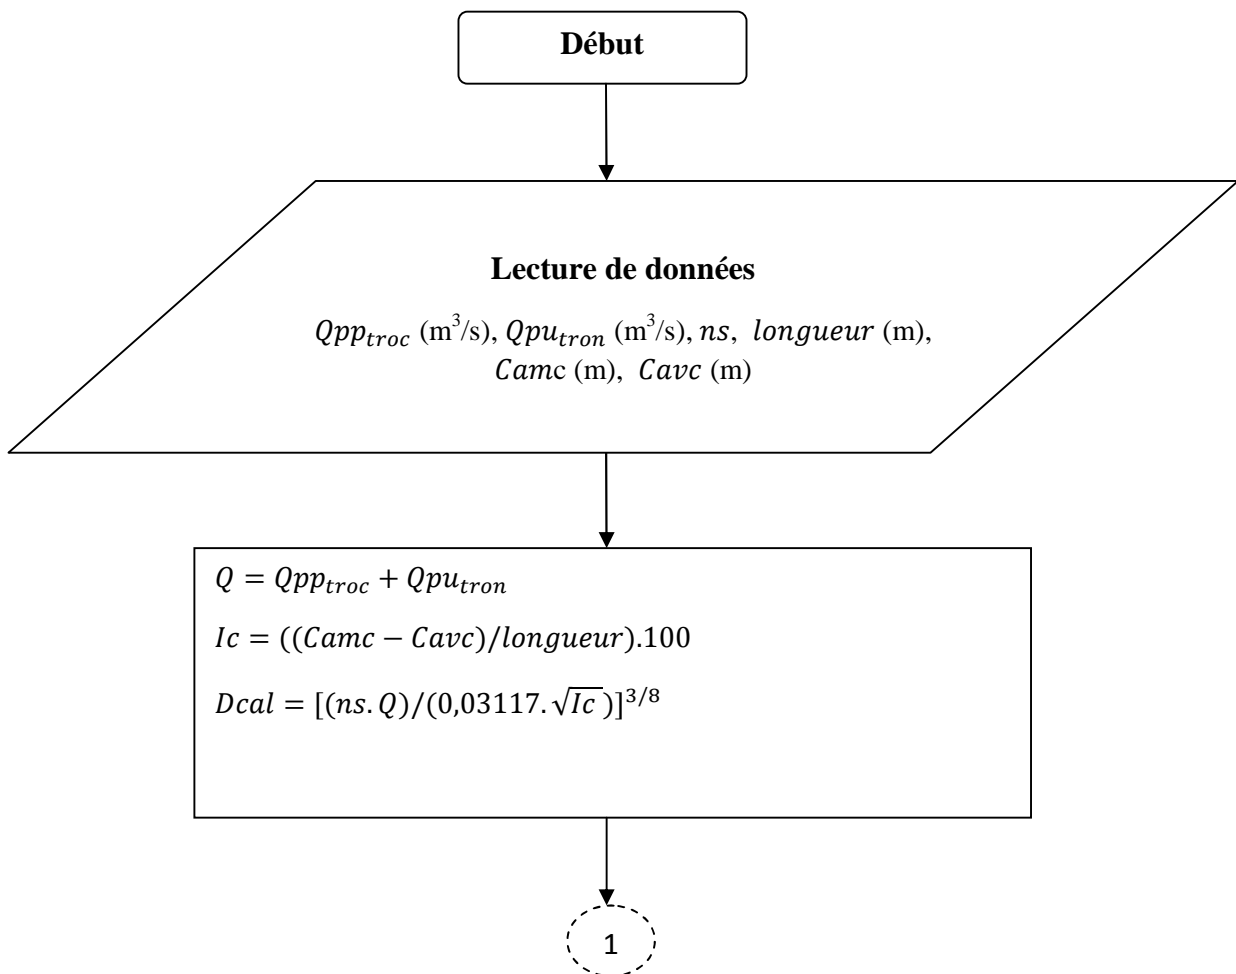 Début
Lecture de données
Qpp_troc (m³/s), Qpu_tron (m³/s), ns, longueur (m),
Camc (m), Cavc (m)
Q = Qpp_troc + Qpu_tron
Ic = ((Camc − Cavc)/longueur).100
Dcal = [(ns. Q)/(0,03117. √Ic )]^3/8
1